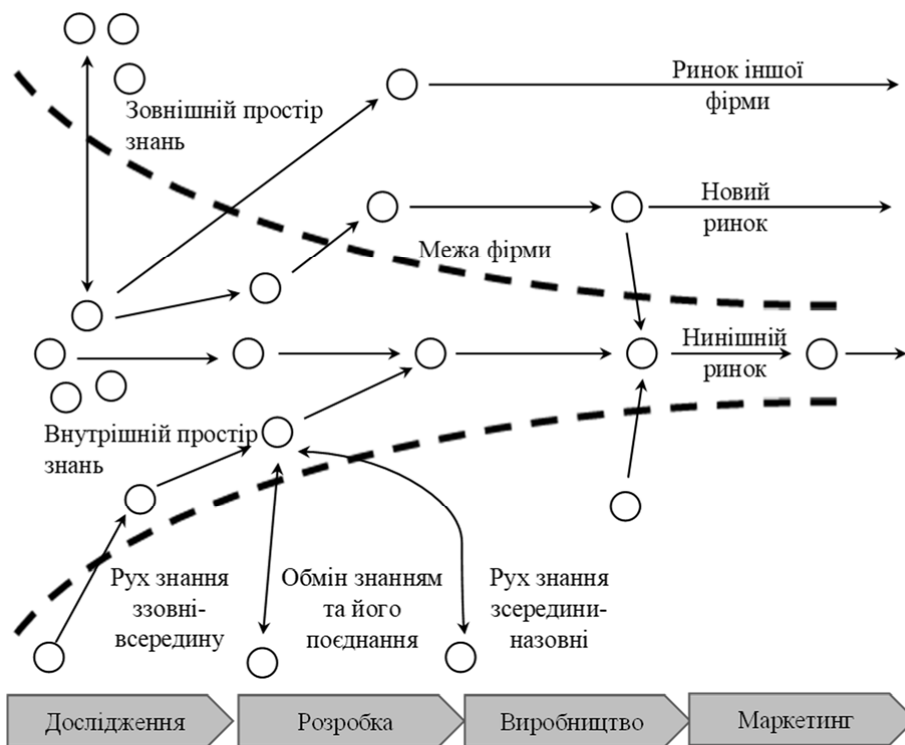 Ринок іншої
фірми
Зовнішній простір
знань
Новий
ринок
Межа фірми
Нинішній
ринок
Внутрішній простір
знань
Рух знання
ззовні-
всередину
Обмін знанням
та його
поєднання
Рух знання
зсередини-
назовні
Дослідження
Розробка
Виробництво
Маркетинг